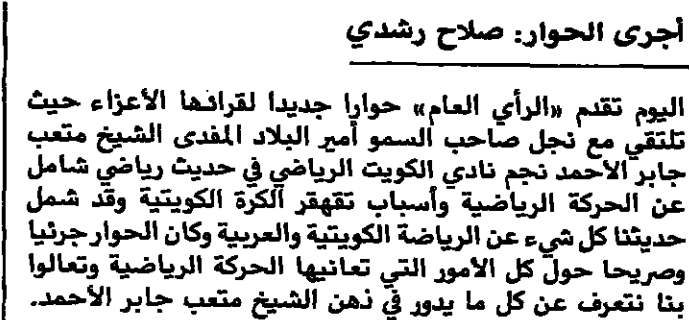 أجرى الحوار: صلاح رشدي
اليوم تقدم «الرأي العام» حوارا جديدا لقرائها الأعزاء حيث
تلتقي مع نجل صاحب السمو أمير البلاد المفدى الشيخ متعب
جابر الأحمد نجم نادي الكويت الرياضي في حديث رياضي شامل
عن الحركة الرياضية وأسباب تقهقر الكرة الكويتية وقد شمل
حديثنا كل شيء عن الرياضة الكويتية والعربية وكان الحوار جرئيا
وصريحا حول كل الأمور التي تعانيها الحركة الرياضية وتعالوا
بنا نتعرف عن كل ما يدور في ذهن الشيخ متعب جابر الأحمد.